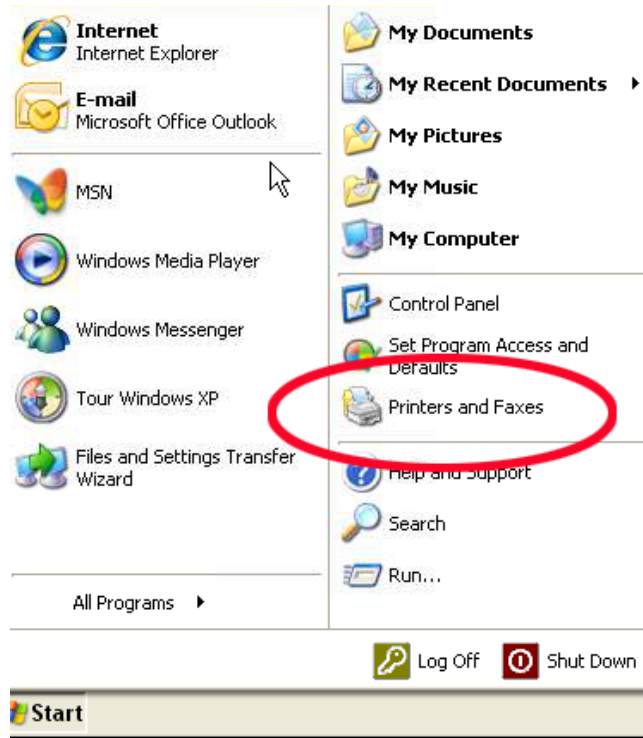 Internet
Internet Explorer
E-mail
Microsoft Office Outlook
MSN
Windows Media Player
Windows Messenger
Tour Windows XP
Files and Settings Transfer
Wizard
All Programs
My Documents
My Recent Documents
My Pictures
My Music
My Computer
Control Panel
Set Program Access and
Defaults
Printers and Faxes
Help and Support
Search
Run...
Log Off
Shut Down
Start